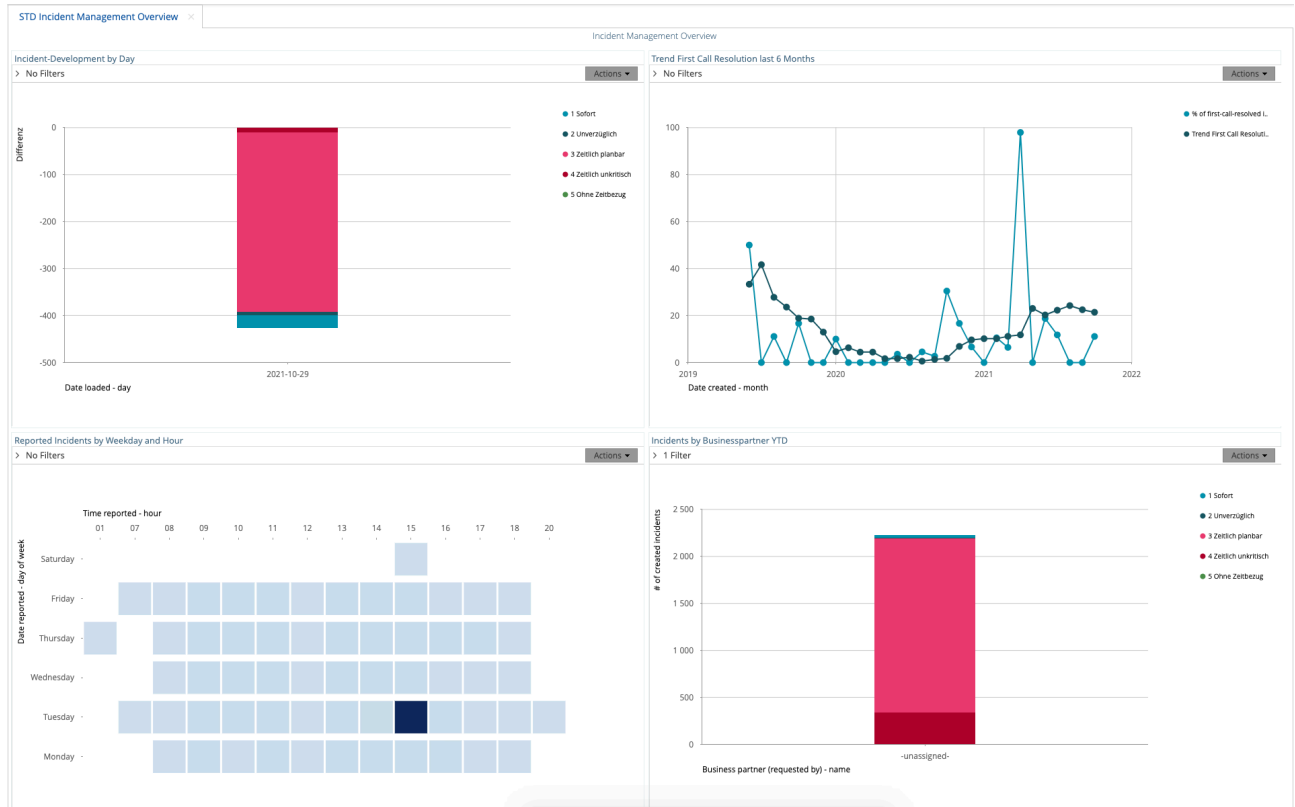 STD Incident Management Overview ×
Incident Management Overview
Incident-Development by Day
> No Filters
Actions
Differenz
0
-100
-200
-300
-400
-500
2021-10-29
Date loaded - day
1 Sofort
2 Unverzüglich
3 Zeitlich planbar
4 Zeitlich unkritisch
5 Ohne Zeitbezug
Trend First Call Resolution last 6 Months
> No Filters
Actions
100
80
60
40
20
0
2019 2020 2021 2022
Date created - month
% of first-call-resolved i..
Trend First Call Resoluti..
Reported Incidents by Weekday and Hour
> No Filters
Actions
Time reported - hour
01 07 08 09 10 11 12 13 14 15 16 17 18 20
Date reported - day of week
Saturday
Friday
Thursday
Wednesday
Tuesday
Monday
Incidents by Businesspartner YTD
> 1 Filter
Actions
# of created incidents
2 500
2 000
1 500
1 000
500
0
-unassigned-
Business partner (requested by) - name
1 Sofort
2 Unverzüglich
3 Zeitlich planbar
4 Zeitlich unkritisch
5 Ohne Zeitbezug